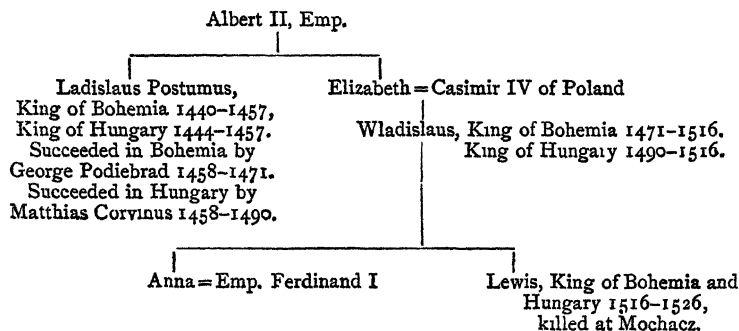 Albert II, Emp.
Ladislaus Postumus,
King of Bohemia 1440–1457,
King of Hungary 1444–1457.
Succeeded in Bohemia by
George Podiebrad 1458–1471.
Succeeded in Hungary by
Matthias Corvinus 1458–1490.
Elizabeth=Casimir IV of Poland
Wladislaus, King of Bohemia 1471–1516.
King of Hungary 1490–1516.
Anna=Emp. Ferdinand I
Lewis, King of Bohemia and
Hungary 1516–1526,
killed at Mochacz.